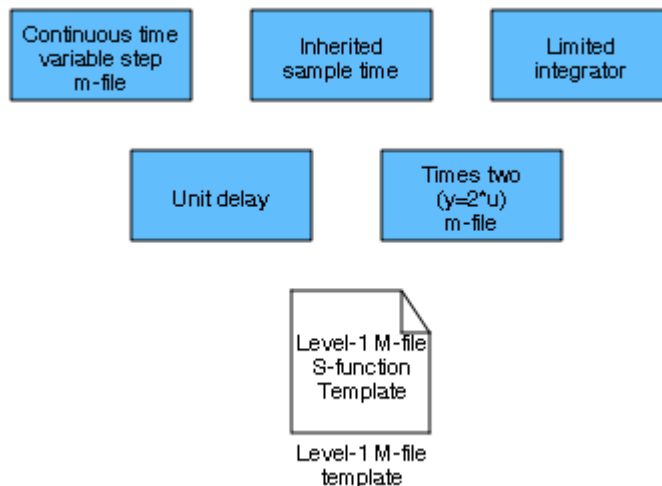 Continuous time
variable step
m-file
Inherited
sample time
Limited
integrator
Unit delay
Times two
(y=2*u)
m-file
Level-1 M-file
S-function
Template
Level-1 M-file
template